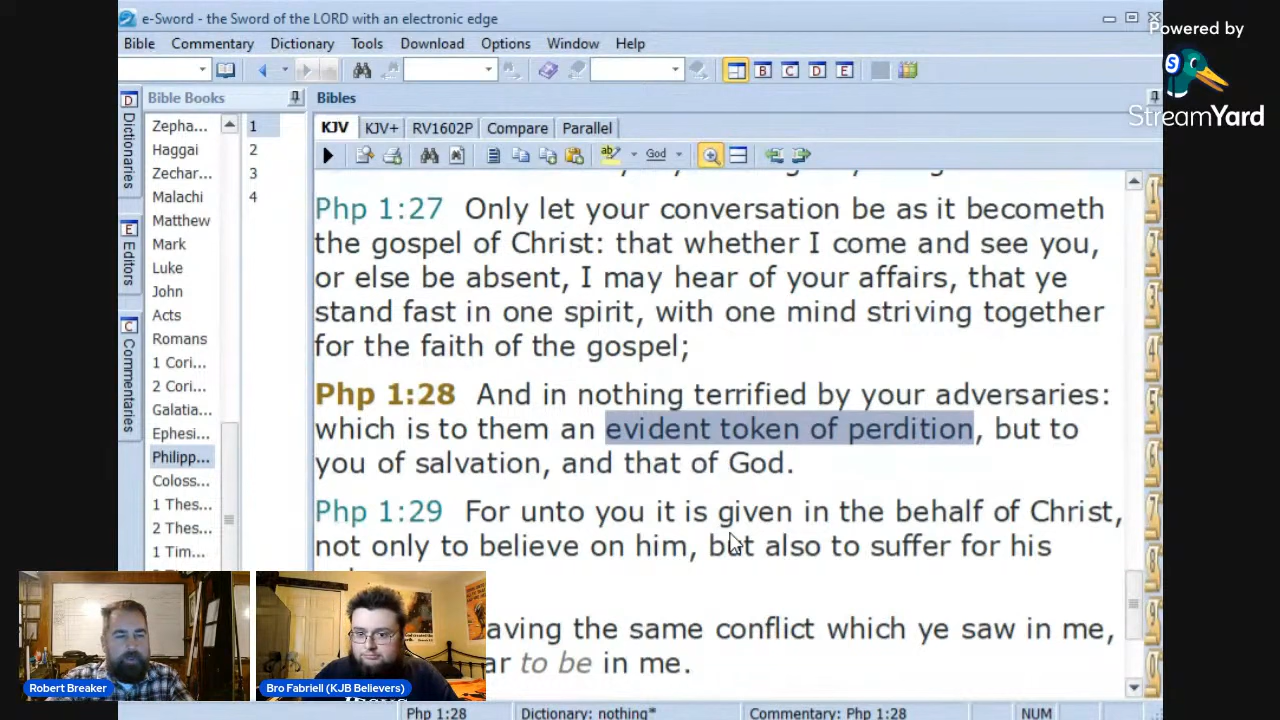 e-Sword - the Sword of the LORD with an electronic edge
Powered by
StreamYard
Bible Commentary Dictionary Tools Download Options Window Help
B C D E
D Dictionaries
E Editors
C Commentaries
Bible Books
Zepha...
Haggai
Zechar...
Malachi
Matthew
Mark
Luke
John
Acts
Romans
1 Cori...
2 Cori...
Galatia...
Ephesi...
Philipp...
Coloss...
1 Thes...
2 Thes...
1 Tim...
1
2
3
4
Bibles
KJV KJV+ RV1602P Compare Parallel
ab God
Php 1:27 Only let your conversation be as it becometh
the gospel of Christ: that whether I come and see you,
or else be absent, I may hear of your affairs, that ye
stand fast in one spirit, with one mind striving together
for the faith of the gospel;
Php 1:28 And in nothing terrified by your adversaries:
which is to them an evident token of perdition, but to
you of salvation, and that of God.
Php 1:29 For unto you it is given in the behalf of Christ,
not only to believe on him, but also to suffer for his
aving the same conflict which ye saw in me,
ar to be in me.
Robert Breaker
Bro Fabriell (KJB Believers)
Php 1:28 Dictionary: nothing* Commentary: Php 1:28 NUM